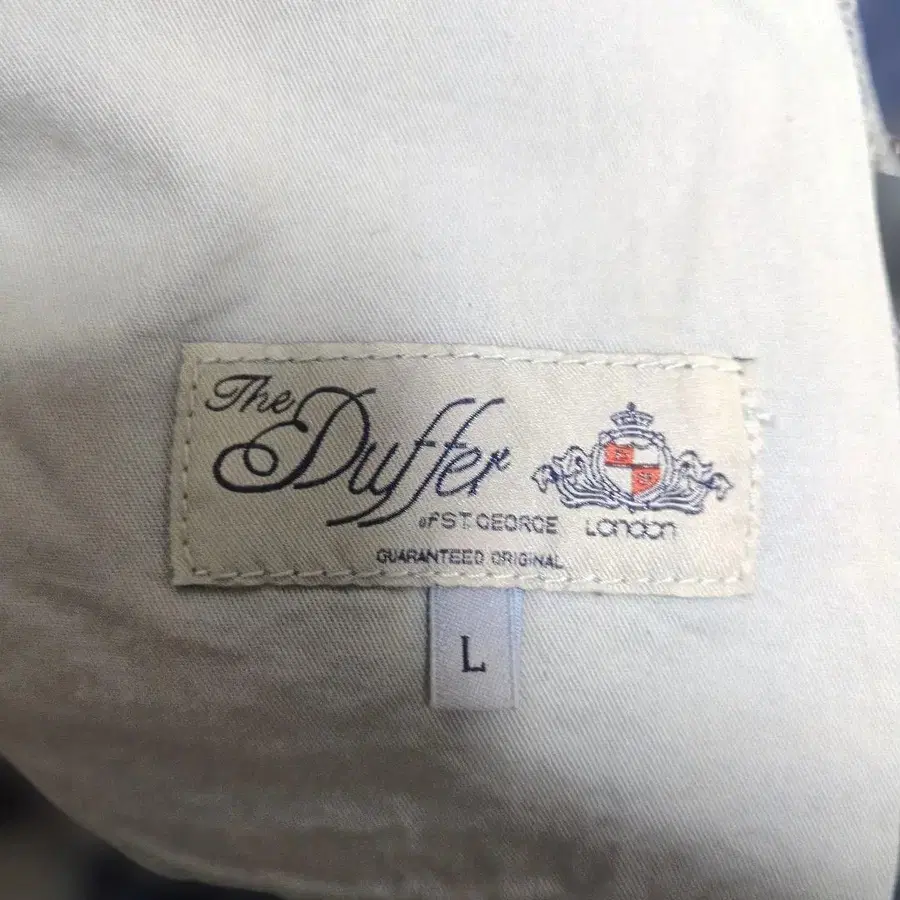 The Duffer
of ST. GEORGE London
GUARANTEED ORIGINAL
L